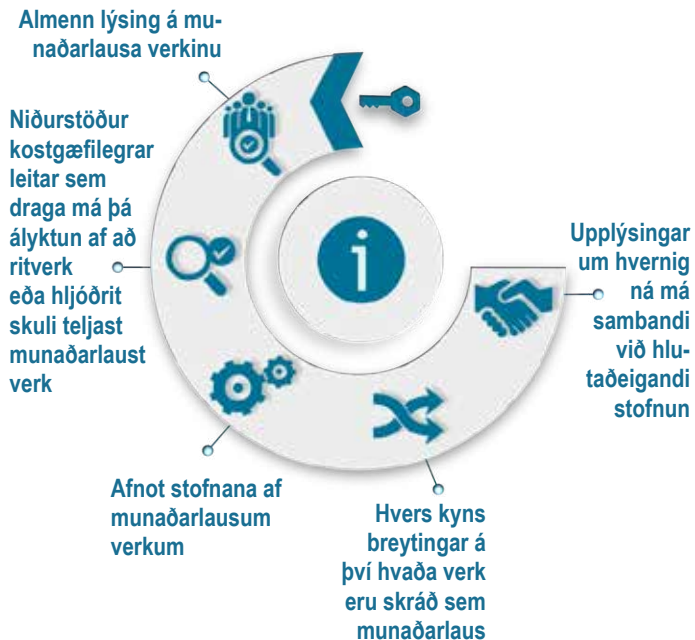 Almenn lýsing á mu-
naðarlausa verkinu
Niðurstöður
kostgæfilegrar
leitar sem
draga má þá
ályktun af að
ritverk
eða hljóðrit
skuli teljast
munaðarlaust
verk
Afnot stofnana af
munaðarlausum
verkum
Hvers kyns
breytingar á
því hvaða verk
eru skráð sem
munaðarlaus
Upplýsingar
um hvernig
ná má
sambandi
við hlu-
taðeigandi
stofnun
i